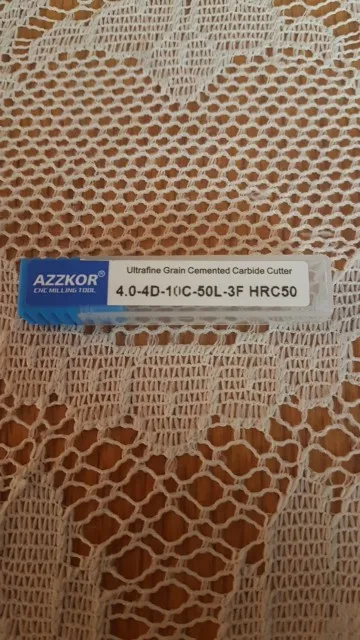 AZZKOR®
CNC MILLING TOOL
Ultrafine Grain Cemented Carbide Cutter
4.0-4D-10C-50L-3F HRC50